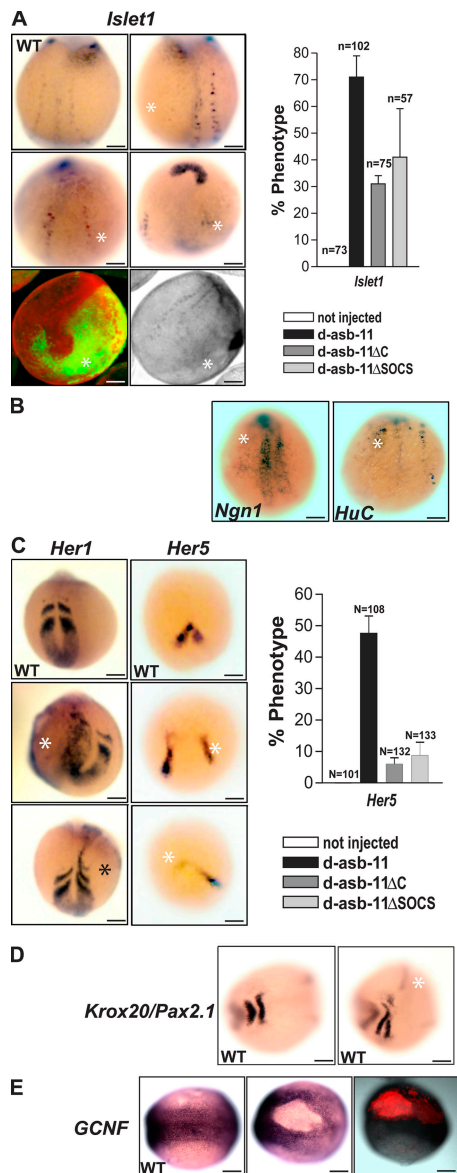 A
Islet1
WT
*
*
*
*
*
% Phenotype
80
70
60
50
40
30
20
10
0
n=73
n=102
n=75
n=57
Islet1
not injected
d-asb-11
d-asb-11ΔC
d-asb-11ΔSOCS
B
*
Ngn1
*
HuC
C
Her1
Her5
WT
WT
*
*
*
*
% Phenotype
60
50
40
30
20
10
0
N=101
N=108
N=132
N=133
Her5
not injected
d-asb-11
d-asb-11ΔC
d-asb-11ΔSOCS
D
Krox20/Pax2.1
WT
*
WT
E
GCNF
WT